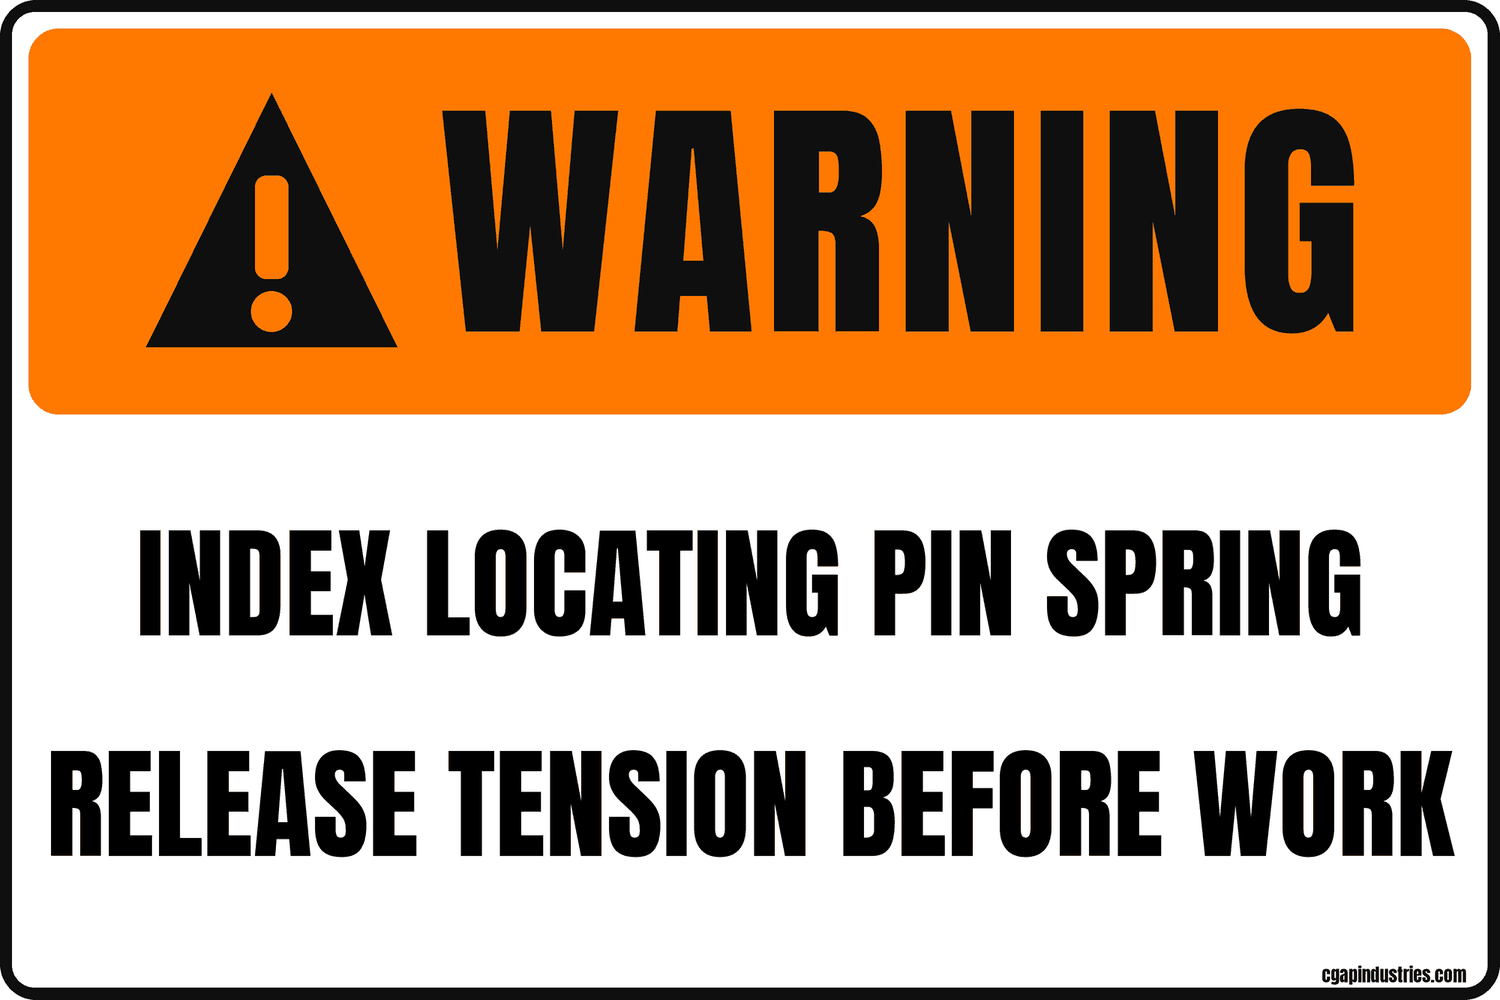 WARNING
INDEX LOCATING PIN SPRING
RELEASE TENSION BEFORE WORK
cgapindustries.com